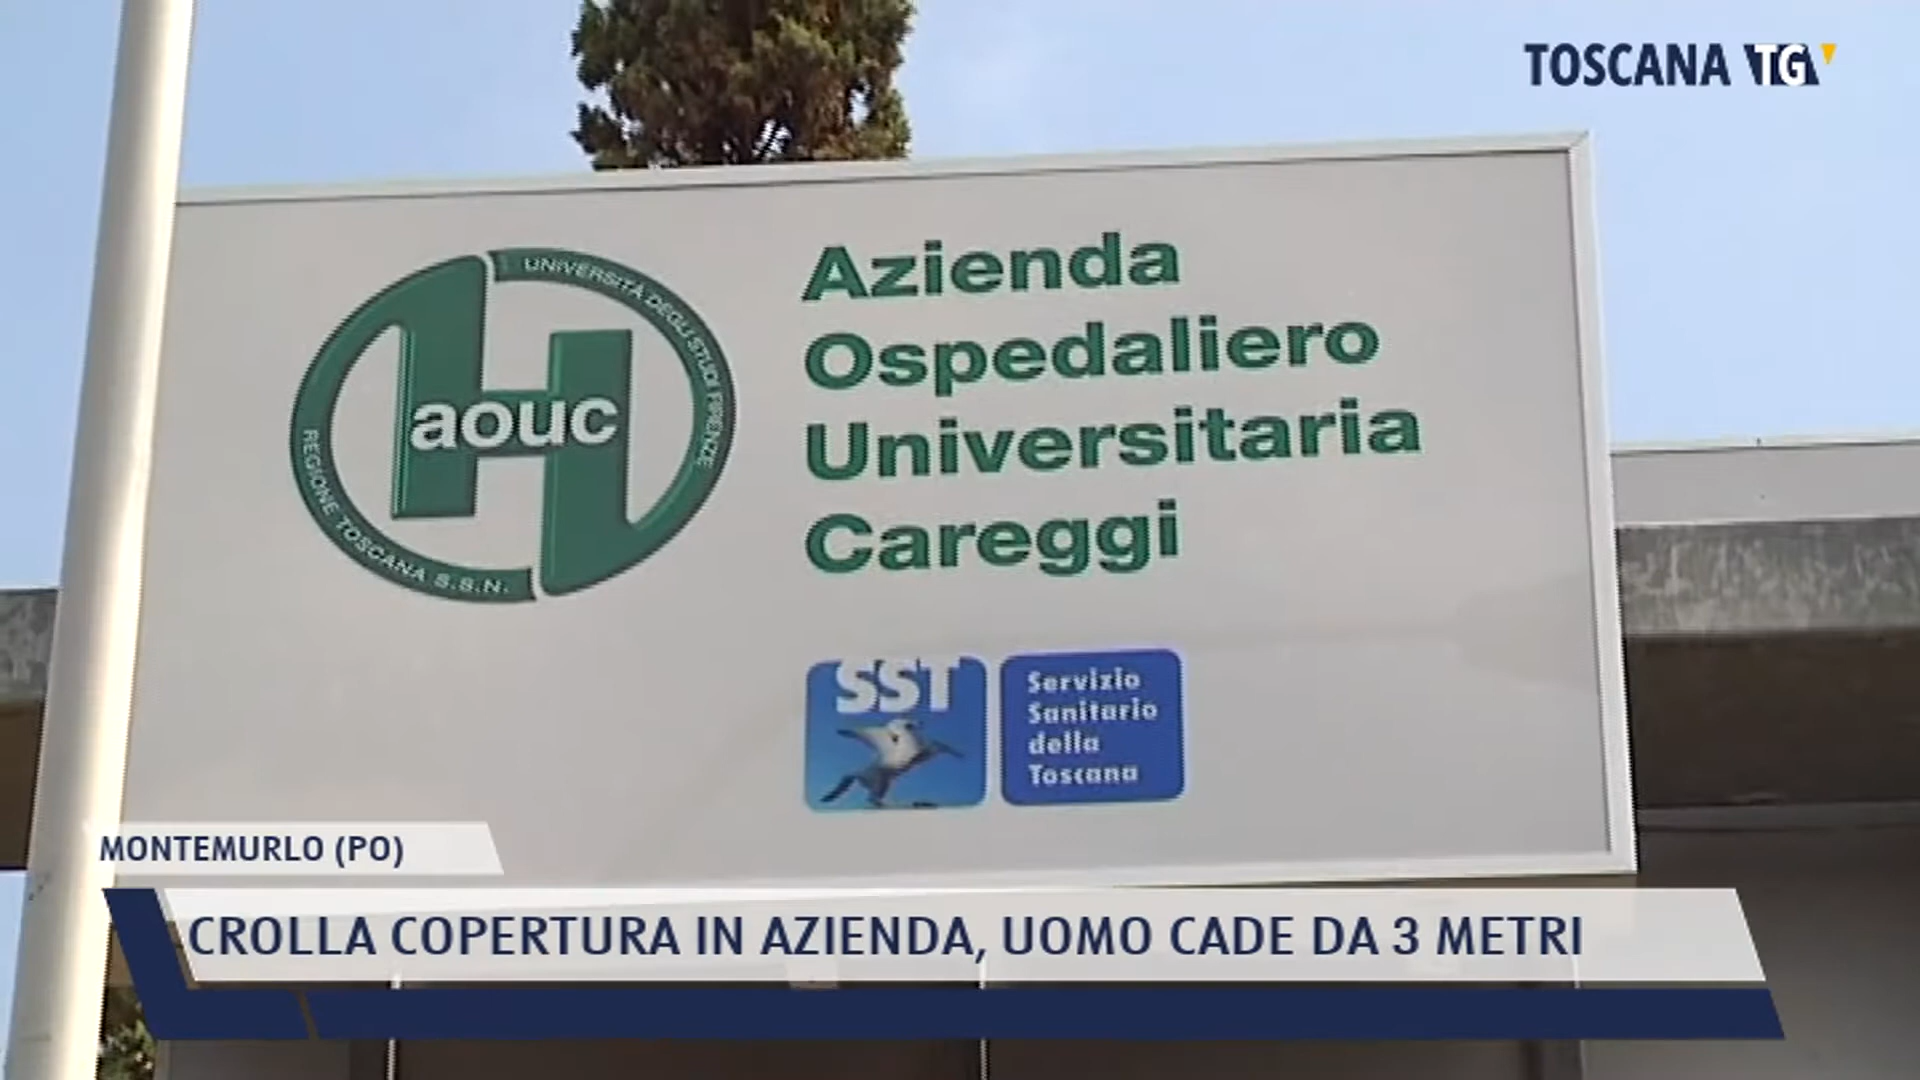 TOSCANA TG
UNIVERSITÀ DEGLI STUDI FIRENZE
aouc
REGIONE TOSCANA S.S.N.
Azienda
Ospedaliero
Universitaria
Careggi
SST
Servizio
Sanitario
della
Toscana
MONTEMURLO (PO)
CROLLA COPERTURA IN AZIENDA, UOMO CADE DA 3 METRI